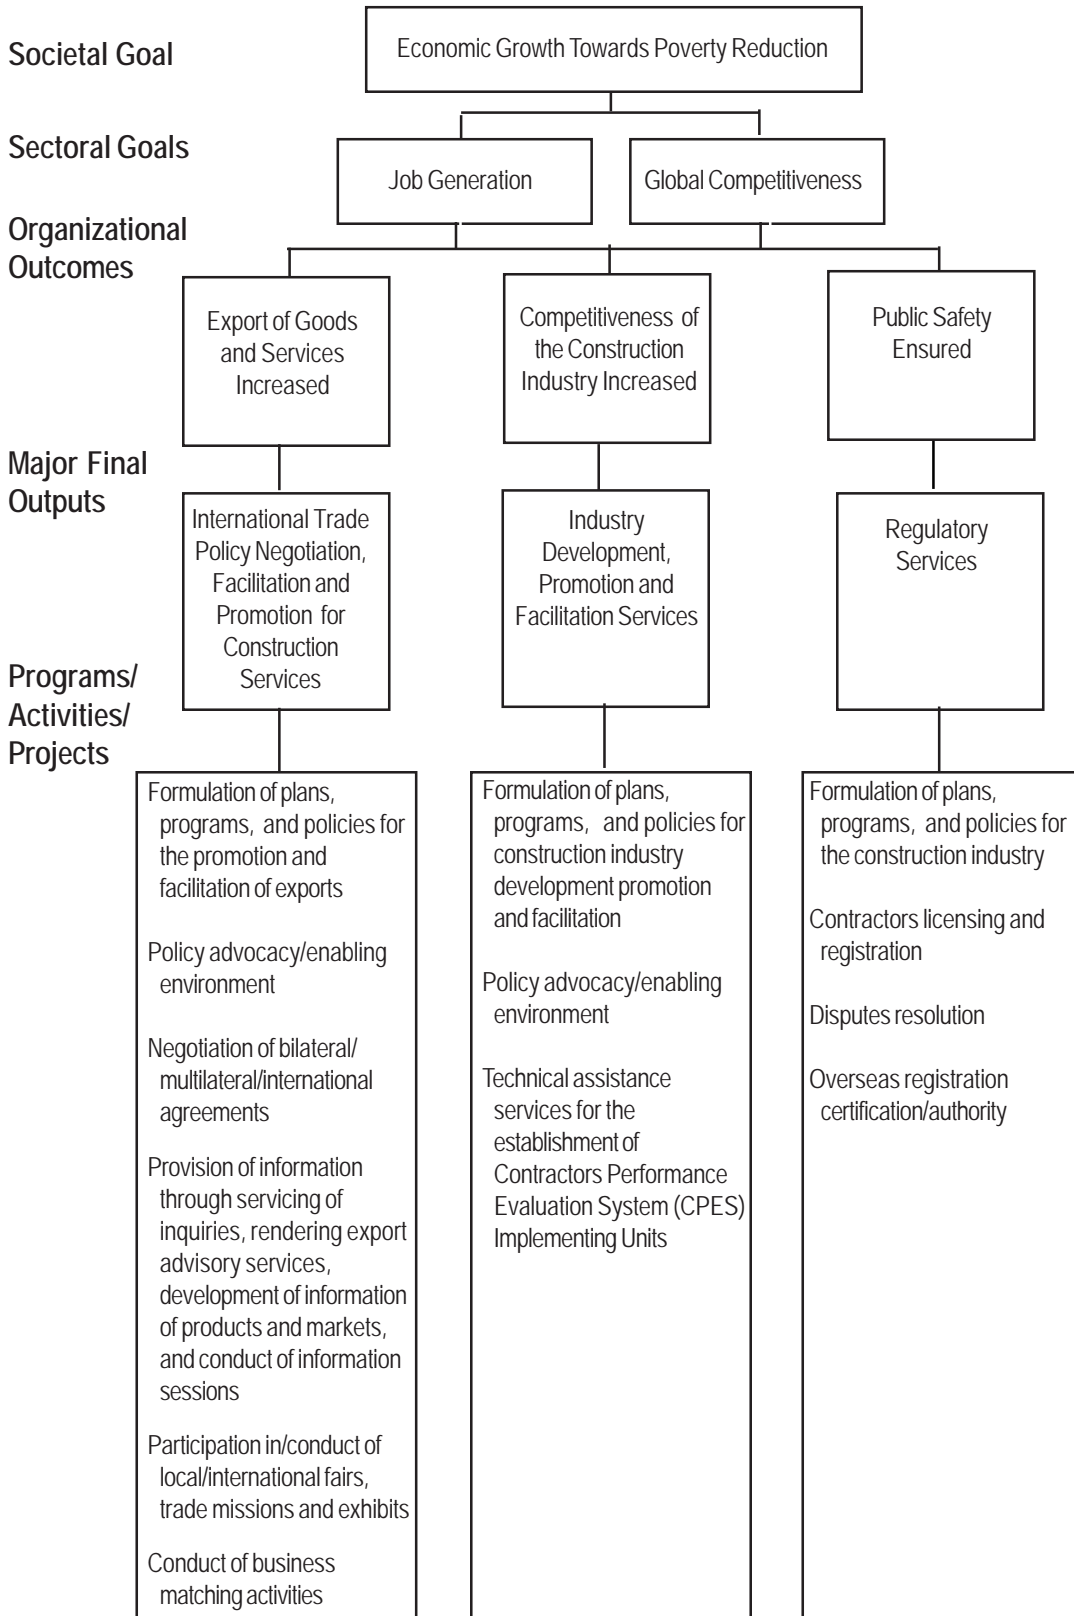 Societal Goal
Economic Growth Towards Poverty Reduction
Sectoral Goals
Job Generation
Global Competitiveness
Organizational
Outcomes
Export of Goods
and Services
Increased
Competitiveness of
the Construction
Industry Increased
Public Safety
Ensured
Major Final
Outputs
International Trade
Policy Negotiation,
Facilitation and
Promotion for
Construction
Services
Industry
Development,
Promotion and
Facilitation Services
Regulatory
Services
Programs/
Activities/
Projects
Formulation of plans,
programs, and policies for
the promotion and
facilitation of exports
Policy advocacy/enabling
environment
Negotiation of bilateral/
multilateral/international
agreements
Provision of information
through servicing of
inquiries, rendering export
advisory services,
development of information
of products and markets,
and conduct of information
sessions
Participation in/conduct of
local/international fairs,
trade missions and exhibits
Conduct of business
matching activities
Formulation of plans,
programs, and policies for
construction industry
development promotion
and facilitation
Policy advocacy/enabling
environment
Technical assistance
services for the
establishment of
Contractors Performance
Evaluation System (CPES)
Implementing Units
Formulation of plans,
programs, and policies for
the construction industry
Contractors licensing and
registration
Disputes resolution
Overseas registration
certification/authority